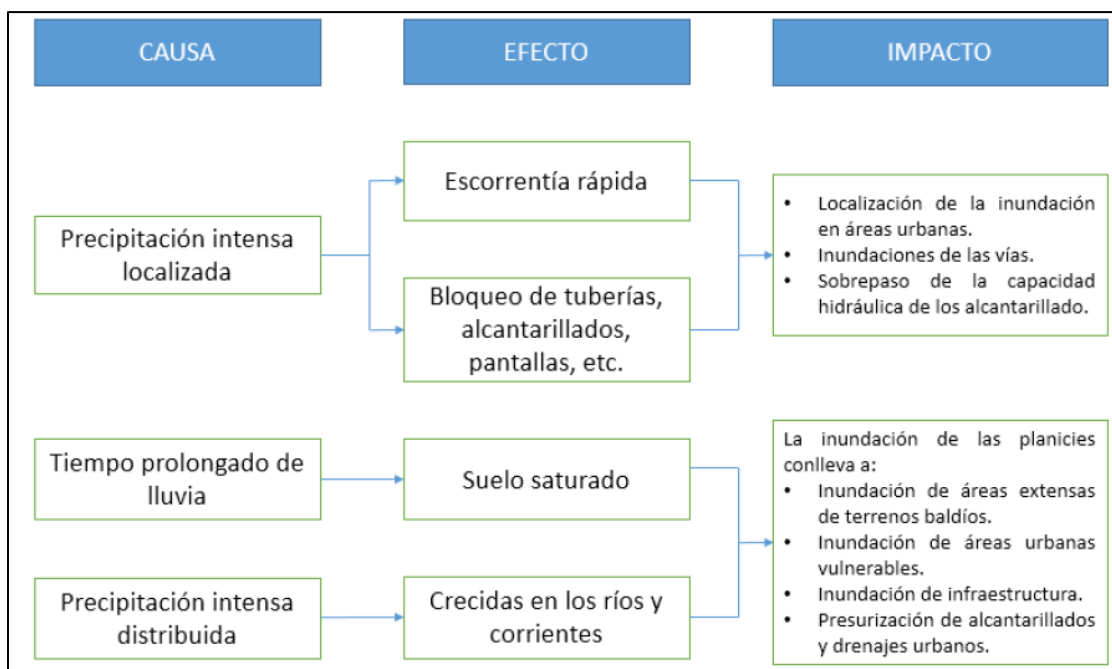 CAUSA
EFECTO
IMPACTO
Precipitación intensa
localizada
Escorrentía rápida
Bloqueo de tuberías,
alcantarillados,
pantallas, etc.
• Localización de la inundación
en áreas urbanas.
• Inundaciones de las vías.
• Sobrepaso de la capacidad
hidráulica de los alcantarillado.
Tiempo prolongado de
lluvia
Suelo saturado
Precipitación intensa
distribuida
Crecidas en los ríos y
corrientes
La inundación de las planicies
conlleva a:
• Inundación de áreas extensas
de terrenos baldíos.
• Inundación de áreas urbanas
vulnerables.
• Inundación de infraestructura.
• Presurización de alcantarillados
y drenajes urbanos.